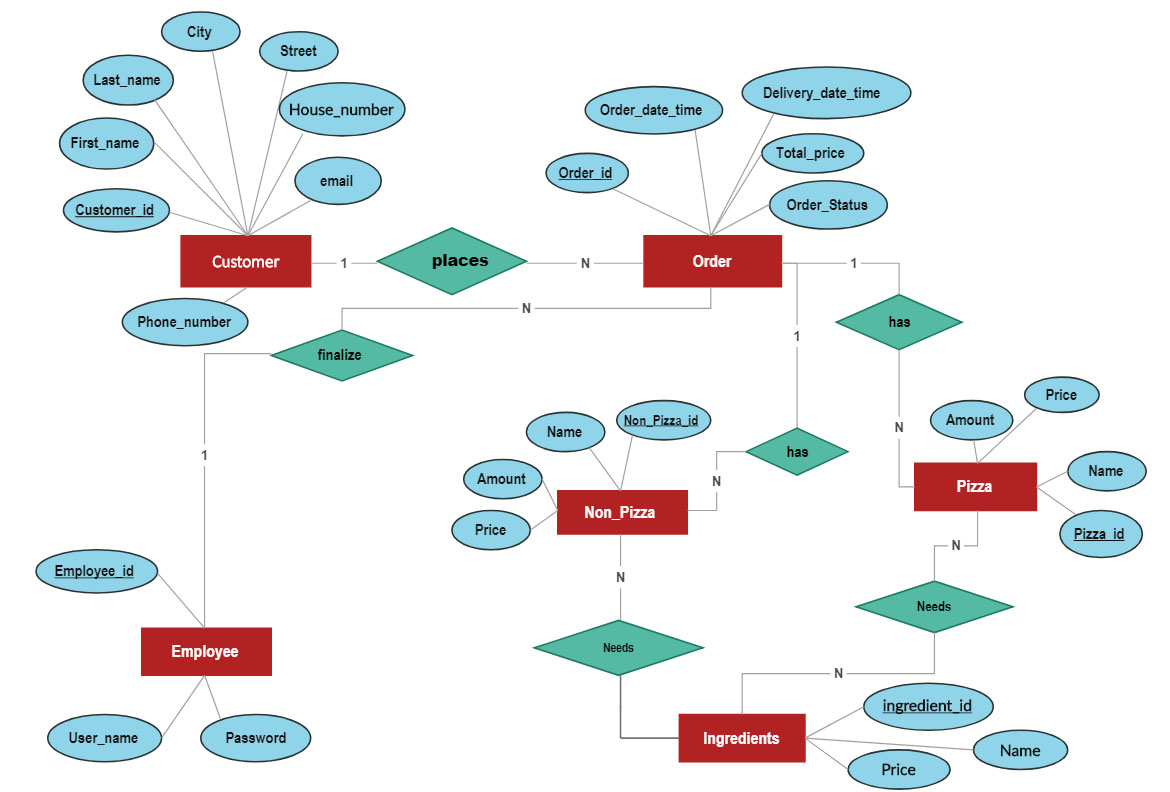 City
Street
Last_name
House_number
First_name
email
Customer_id
Customer
Phone_number
1
places
N
Order_date_time
Delivery_date_time
Total_price
Order_id
Order_Status
Order
1
has
N
finalize
1
1
has
N
N
Price
Amount
Name
Pizza_id
Pizza
Name
Non_Pizza_id
Amount
Price
Non_Pizza
N
Needs
N
Needs
N
Employee_id
Employee
User_name
Password
Ingredients
ingredient_id
Name
Price